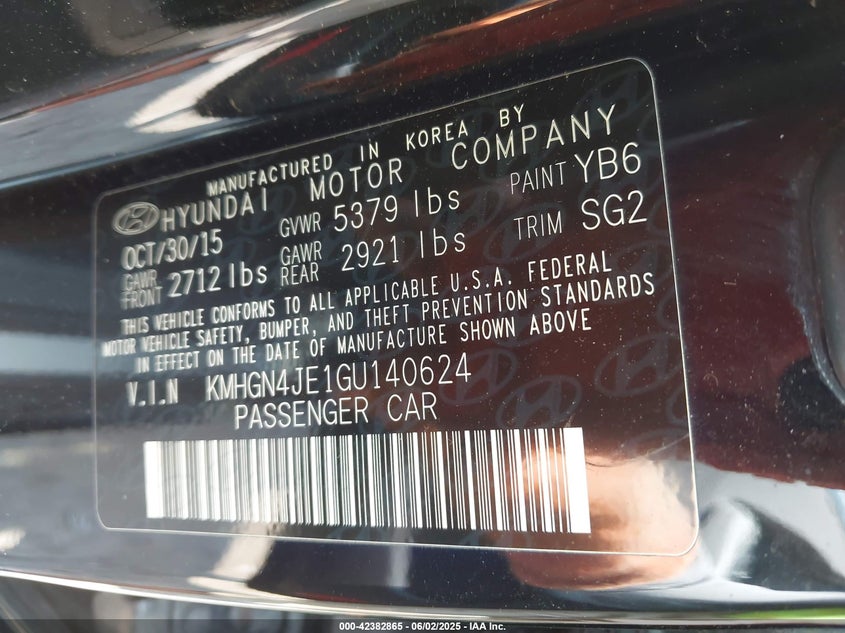 MANUFACTURED IN KOREA BY
HYUNDAI MOTOR COMPANY
OCT/30/15 GVWR 5379 lbs PAINT YB6
GAWR FRONT 2712 lbs GAWR REAR 2921 lbs TRIM SG2
THIS VEHICLE CONFORMS TO ALL APPLICABLE U.S.A. FEDERAL
MOTOR VEHICLE SAFETY, BUMPER, AND THEFT PREVENTION STANDARDS
IN EFFECT ON THE DATE OF MANUFACTURE SHOWN ABOVE
V.I.N KMHGN4JE1GU140624
PASSENGER CAR
000-42382865 - 06/02/2025 - IAA Inc.